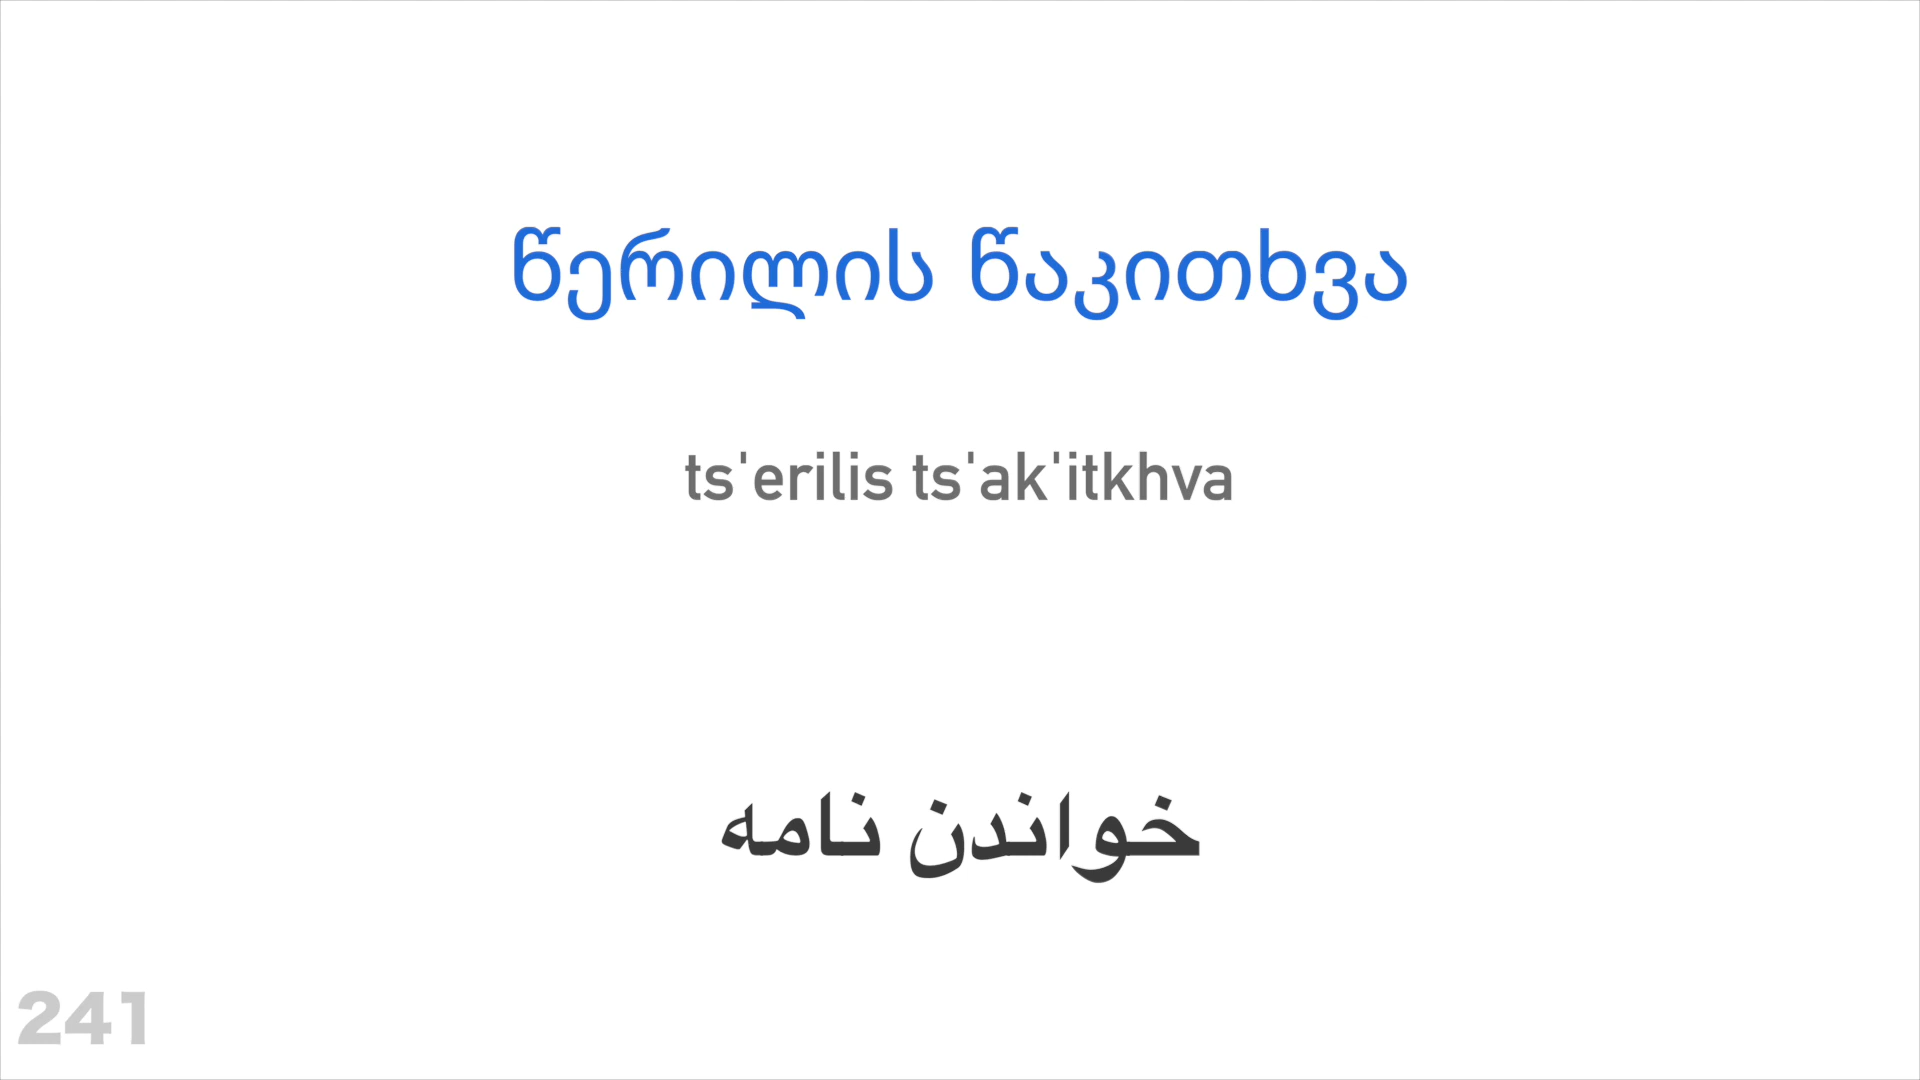 წერილის წაკითხვა
ts'erilis ts'ak'itkhva
خواندن نامه
241